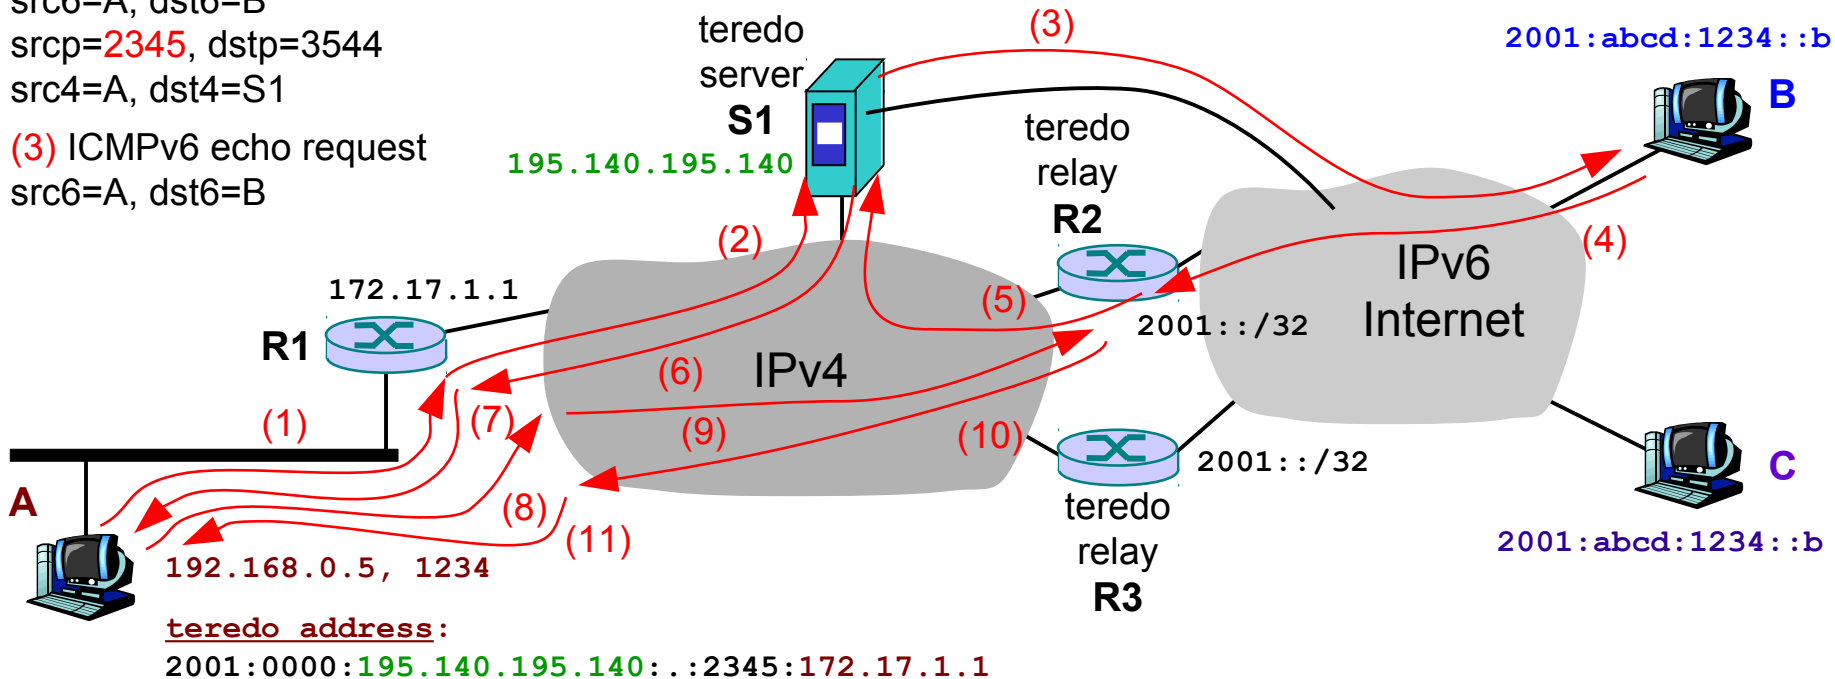 src6=A, dst6=B
srcp=2345, dstp=3544
src4=A, dst4=S1
(3) ICMPv6 echo request
src6=A, dst6=B
teredo
server
S1
195.140.195.140
(3)
2001:abcd:1234::b
B
teredo
relay
R2
(2)
(4)
IPv6
Internet
172.17.1.1
R1
(5)
2001::/32
IPv4
(6)
(1)
(7)
(9)
(10)
2001::/32
C
A
(8)
(11)
teredo
relay
R3
2001:abcd:1234::b
192.168.0.5, 1234
teredo address:
2001:0000:195.140.195.140:.:2345:172.17.1.1